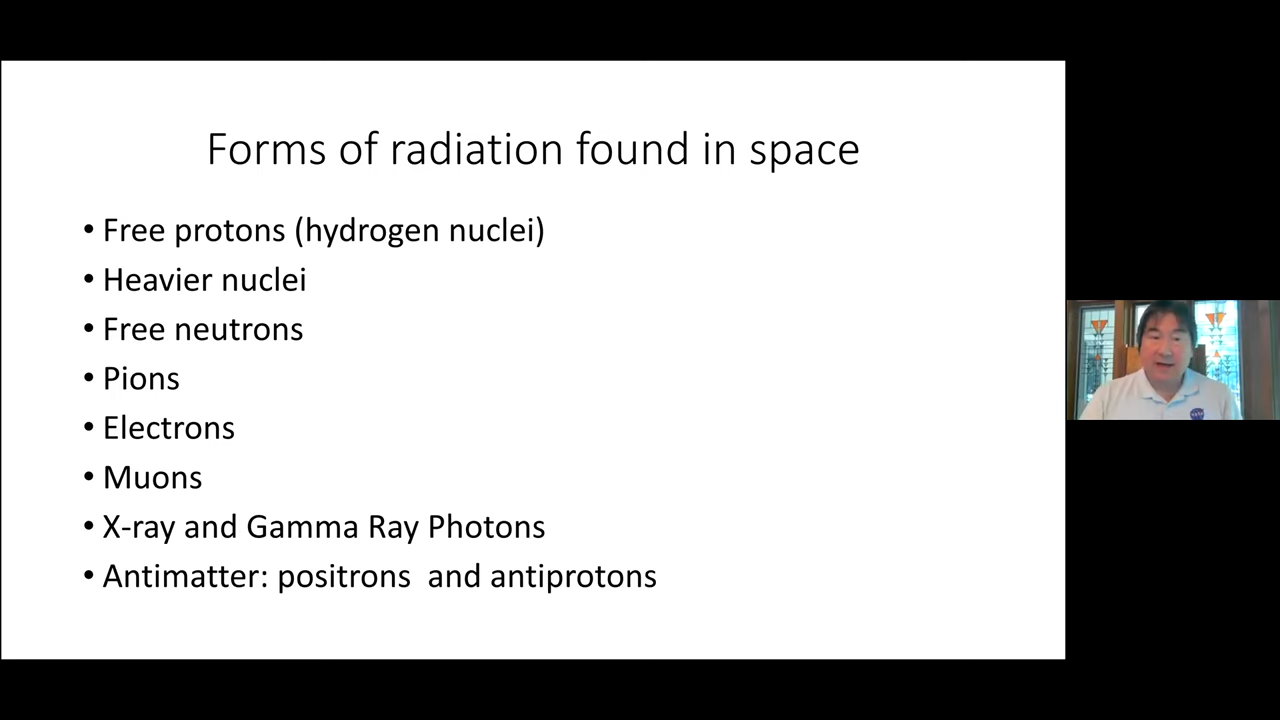 Forms of radiation found in space
• Free protons (hydrogen nuclei)
• Heavier nuclei
• Free neutrons
• Pions
• Electrons
• Muons
• X-ray and Gamma Ray Photons
• Antimatter: positrons  and antiprotons
NASA